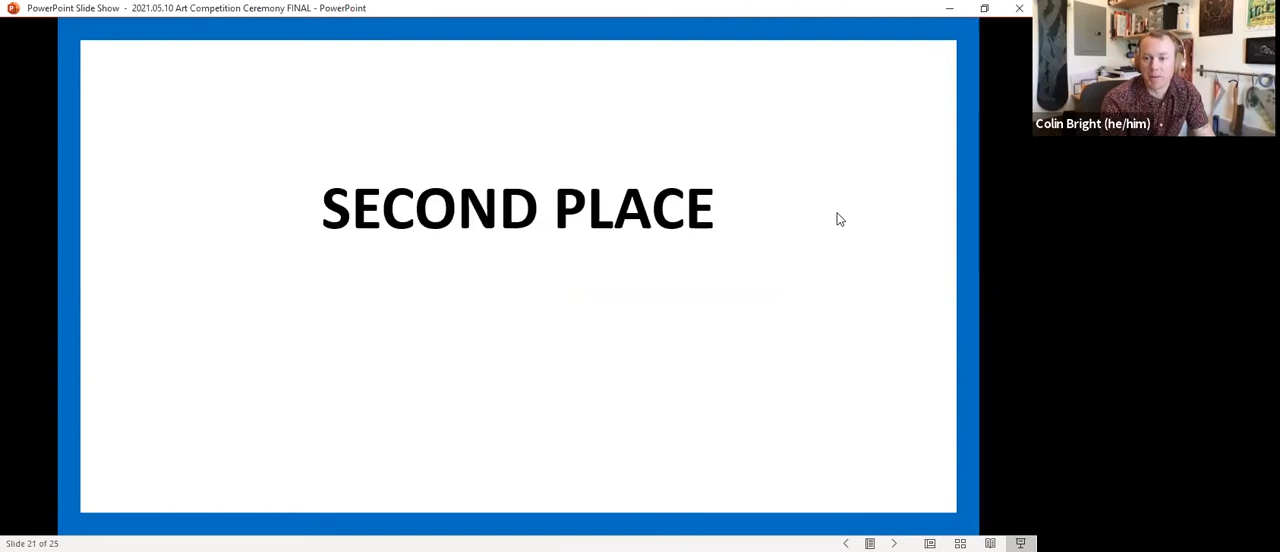 PowerPoint Slide Show - 2021.05.10 Art Competition Ceremony FINAL - PowerPoint
SECOND PLACE
Colin Bright (he/him)
Slide 21 of 25